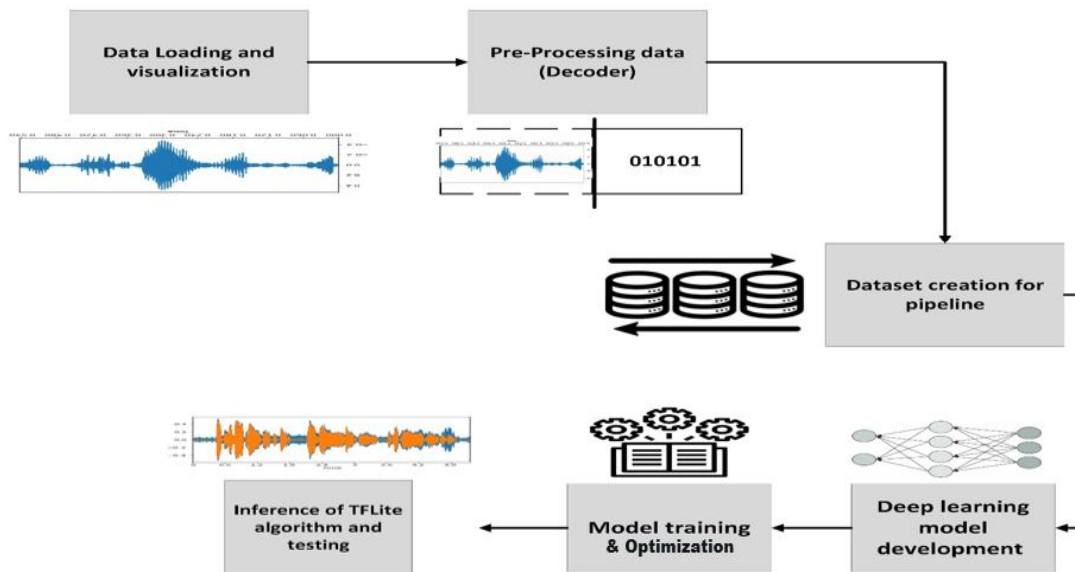 Data Loading and
visualization
Pre-Processing data
(Decoder)
010101
Dataset creation for
pipeline
Inference of TFLite
algorithm and
testing
Model training
& Optimization
Deep learning
model
development